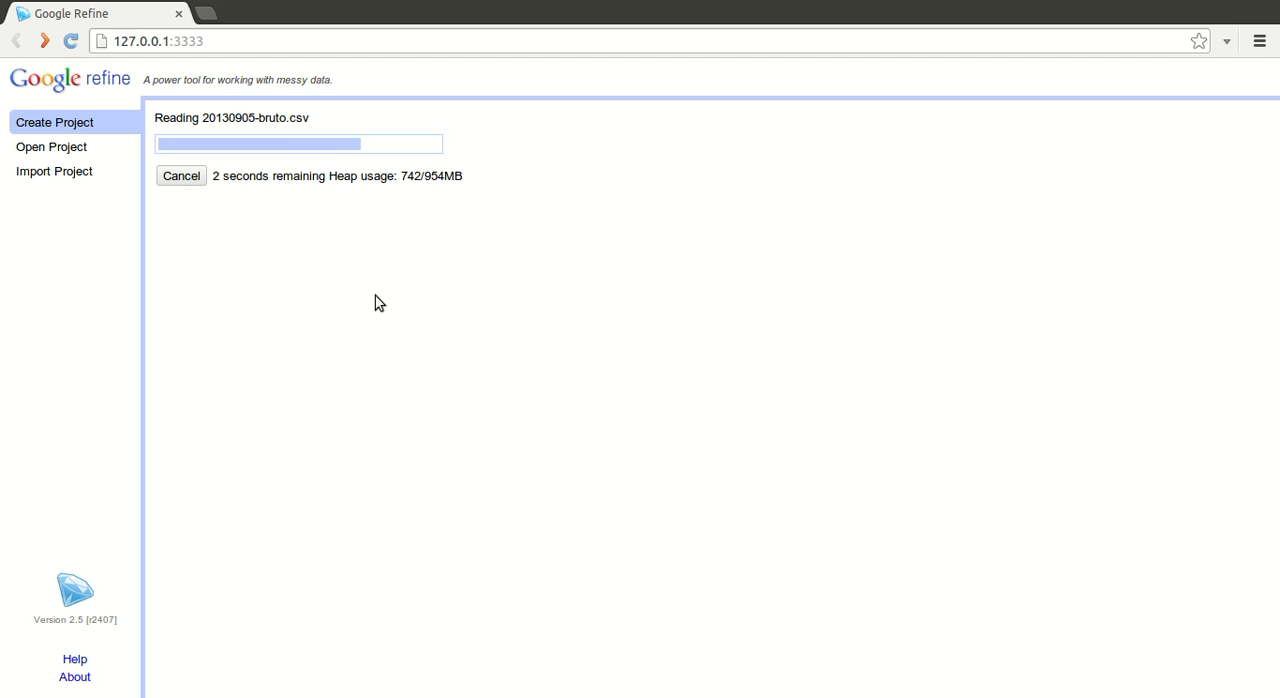 Google Refine
127.0.0.1:3333
Google refine A power tool for working with messy data.
Create Project
Open Project
Import Project
Reading 20130905-bruto.csv
Cancel 2 seconds remaining Heap usage: 742/954MB
Version 2.5 [r2407]
Help
About